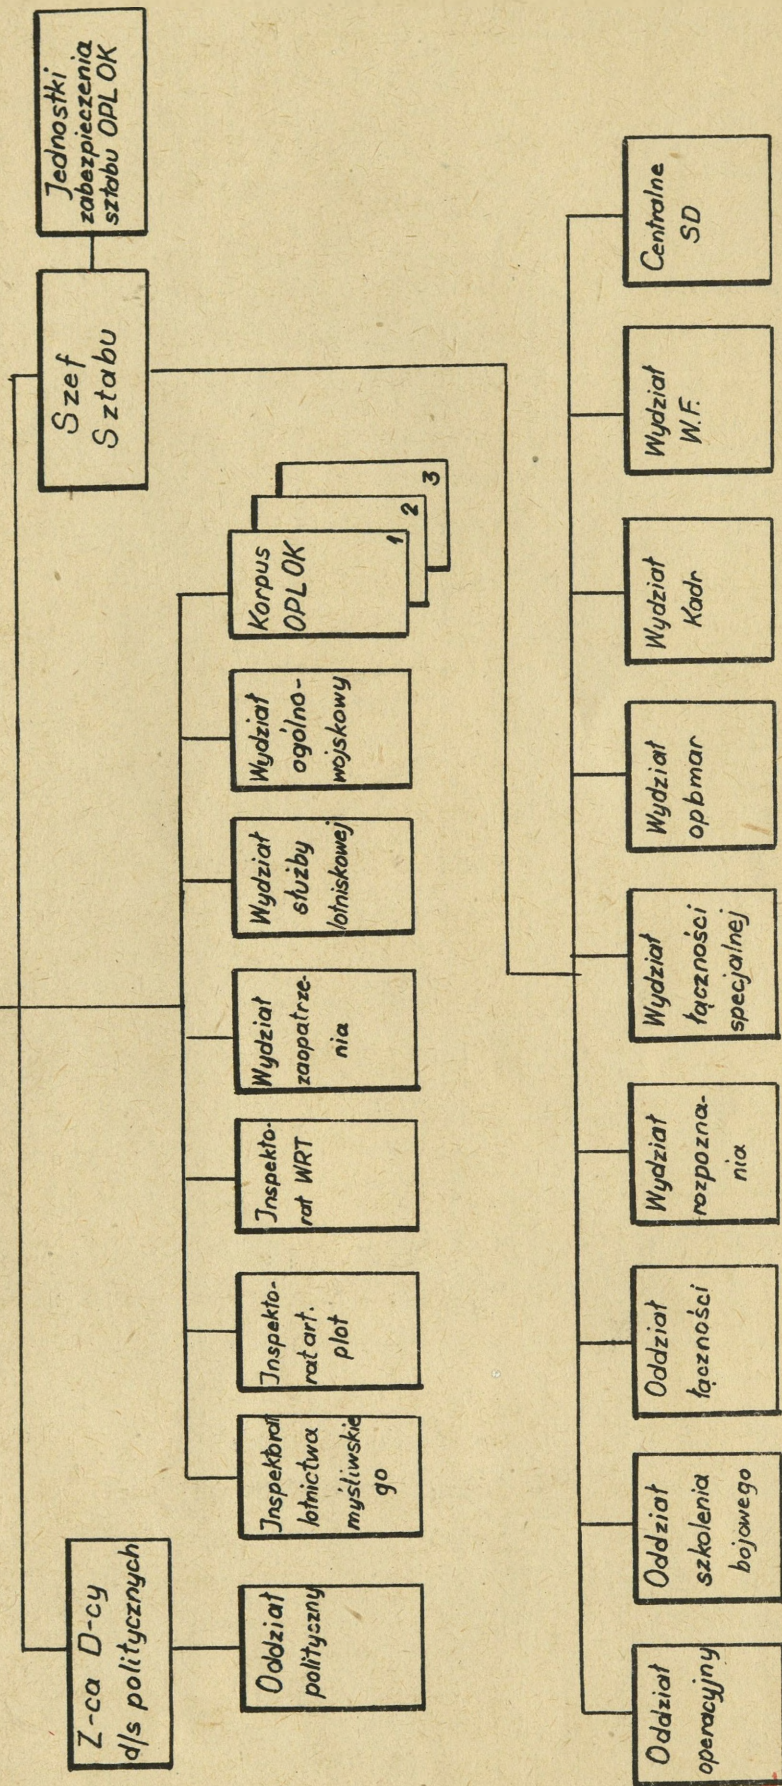 Z-ca D-cy
d/s politycznych
Szef
Sztabu
Jednostki
zabezpieczenia
sztabu OPL OK
Oddział
polityczny
Inspektorat
lotnictwa
myśliwskie
go
Inspekto-
rat art.
plot
Inspekto-
rat WRT
Wydział
zaopatrze-
nia
Wydział
służby
lotniskowej
Wydział
ogólno-
wojskowy
Korpus
OPL OK
1
2
3
Oddział
operacyjny
Oddział
szkolenia
bojowego
Oddział
łączności
Wydział
rozpozna-
nia
Wydział
łączności
specjalnej
Wydział
opbmar
Wydział
Kadr
Wydział
W.F.
Centralne
SD